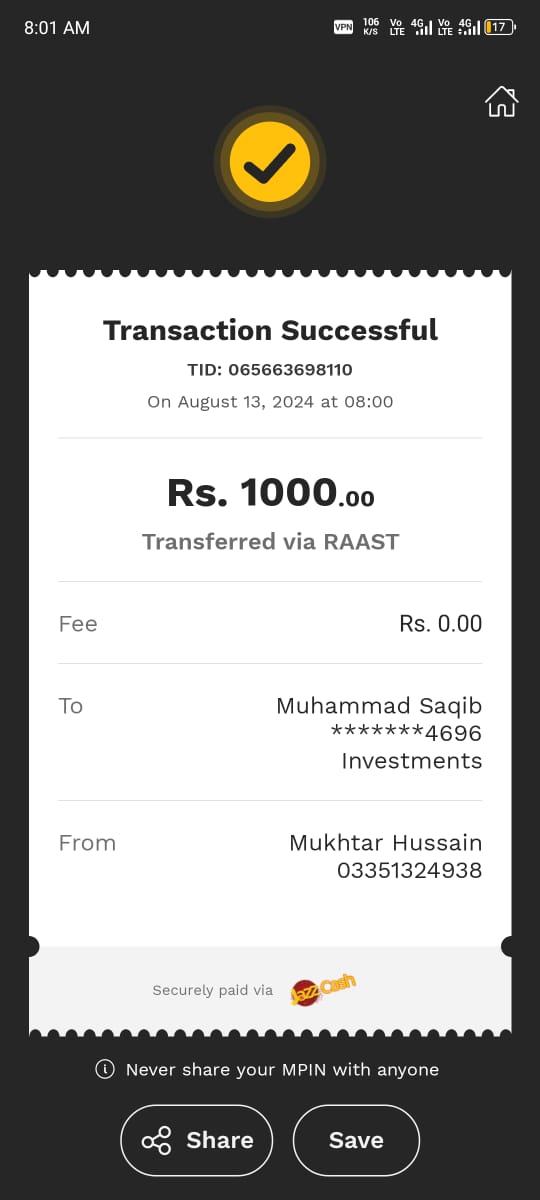 8:01 AM
VPN 106 K/S Vo LTE 4G Vo LTE 4G 17
Transaction Successful
TID: 065663698110
On August 13, 2024 at 08:00
Rs. 1000.00
Transferred via RAAST
Fee Rs. 0.00
To Muhammad Saqib
*******4696
Investments
From Mukhtar Hussain
03351324938
Securely paid via JazzCash
Never share your MPIN with anyone
Share Save